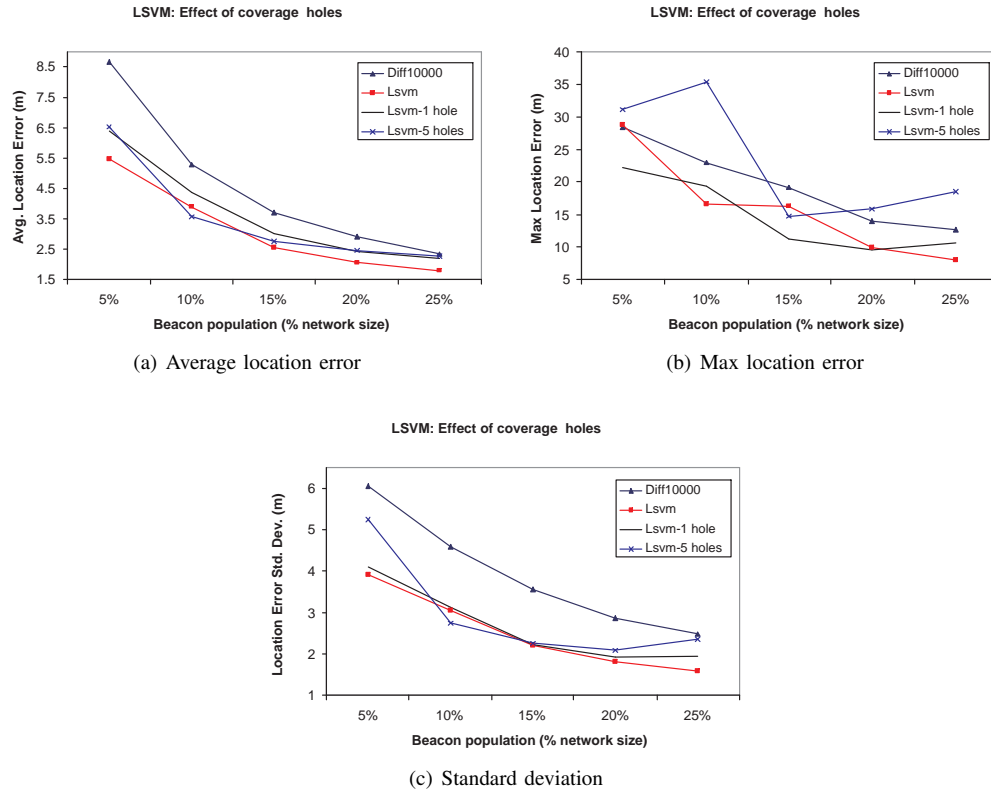 LSVM: Effect of coverage holes
8.5
7.5
6.5
5.5
4.5
3.5
2.5
1.5
Avg. Location Error (m)
Diff10000
Lsvm
Lsvm-1 hole
Lsvm-5 holes
5% 10% 15% 20% 25%
Beacon population (% network size)
(a) Average location error
LSVM: Effect of coverage holes
40
35
30
25
20
15
10
5
Max Location Error (m)
Diff10000
Lsvm
Lsvm-1 hole
Lsvm-5 holes
5% 10% 15% 20% 25%
Beacon population (% network size)
(b) Max location error
LSVM: Effect of coverage holes
6
5
4
3
2
1
Location Error Std. Dev. (m)
Diff10000
Lsvm
Lsvm-1 hole
Lsvm-5 holes
5% 10% 15% 20% 25%
Beacon population (% network size)
(c) Standard deviation